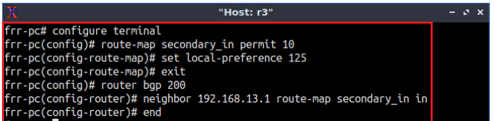 X "Host: r3"
frr-pc# configure terminal
frr-pc(config)# route-map secondary_in permit 10
frr-pc(config-route-map)# set local-preference 125
frr-pc(config-route-map)# exit
frr-pc(config)# router bgp 200
frr-pc(config-router)# neighbor 192.168.13.1 route-map secondary_in in
frr-pc(config-router)# end